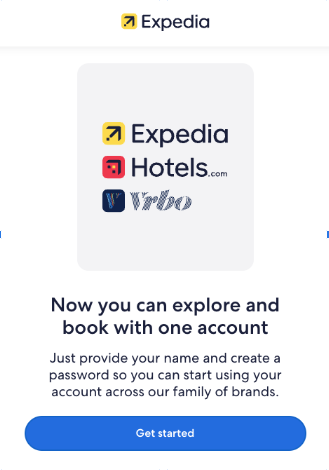 Expedia
Expedia
Hotels.com
Vrbo
Now you can explore and
book with one account
Just provide your name and create a
password so you can start using your
account across our family of brands.
Get started